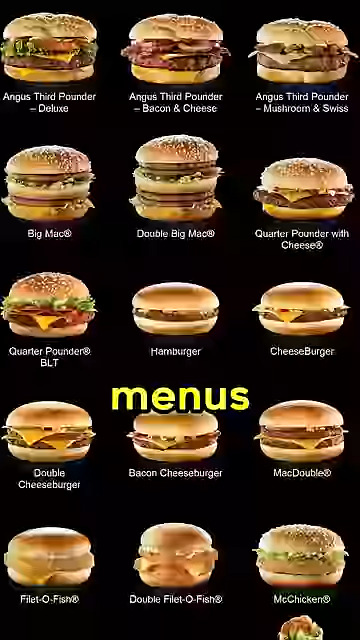 Angus Third Pounder
– Deluxe
Angus Third Pounder
– Bacon & Cheese
Angus Third Pounder
– Mushroom & Swiss
Big Mac®
Double Big Mac®
Quarter Pounder with
Cheese®
Quarter Pounder®
BLT
Hamburger
CheeseBurger
menus
Double
Cheeseburger
Bacon Cheeseburger
MacDouble®
Filet-O-Fish®
Double Filet-O-Fish®
McChicken®